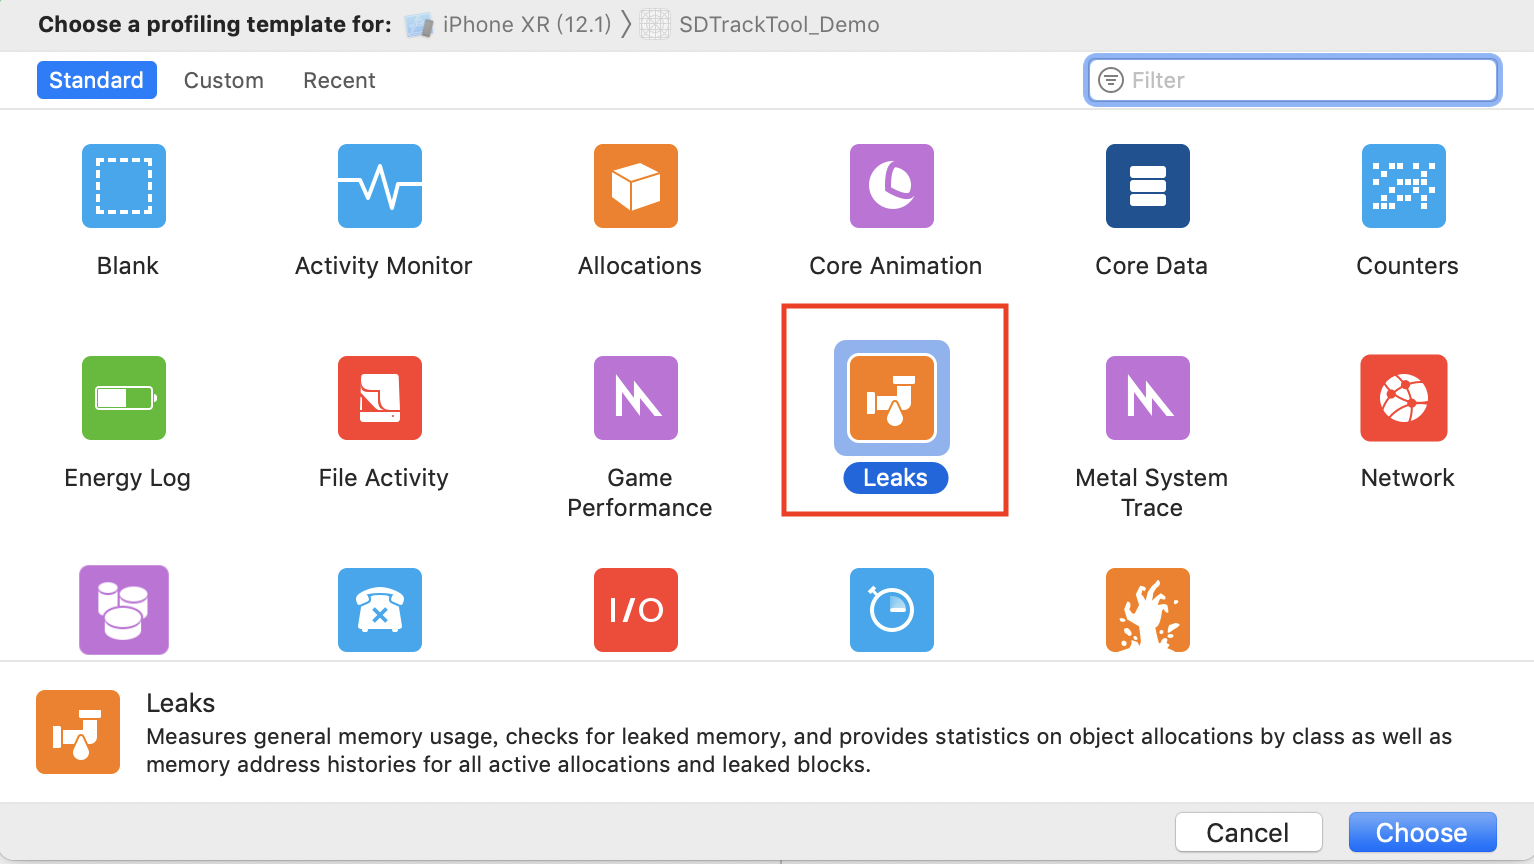 Choose a profiling template for: iPhone XR (12.1) SDTrackTool_Demo
Standard Custom Recent Filter
Blank Activity Monitor Allocations Core Animation Core Data Counters
Energy Log File Activity Game Performance Leaks Metal System Trace Network
I/O
Leaks
Measures general memory usage, checks for leaked memory, and provides statistics on object allocations by class as well as
memory address histories for all active allocations and leaked blocks.
Cancel Choose